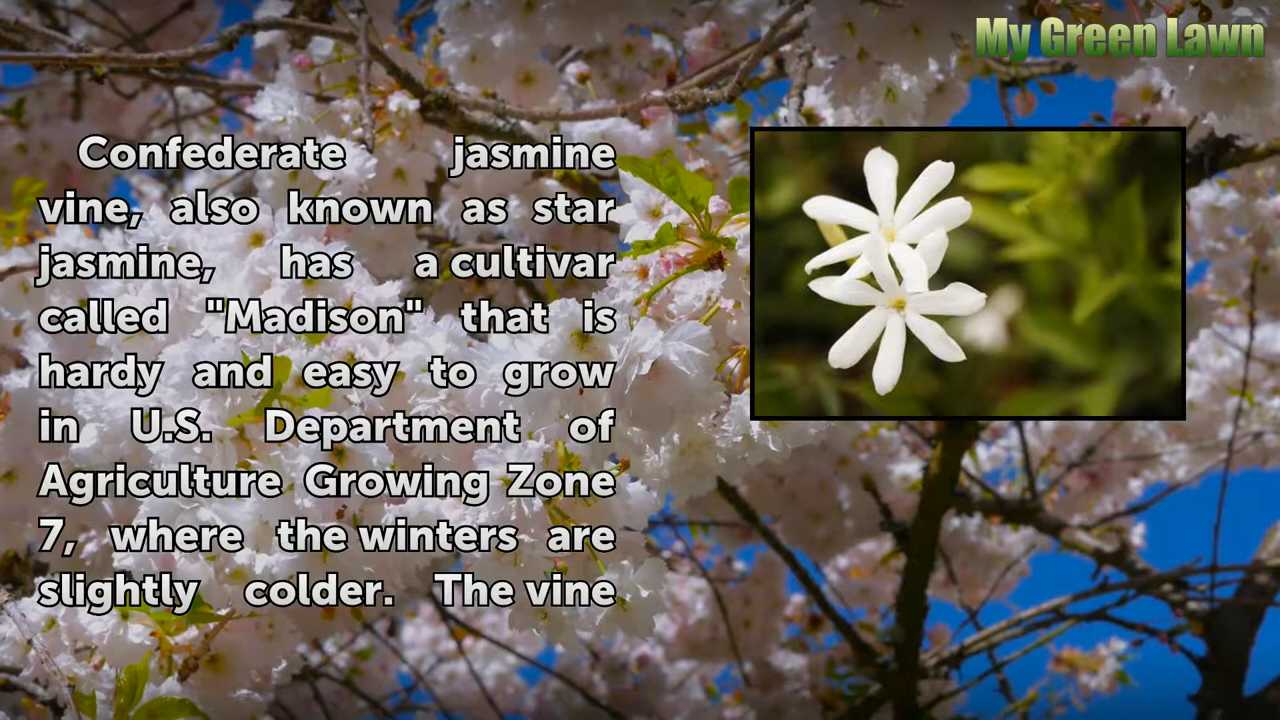 My Green Lawn
Confederate jasmine
vine, also known as star
jasmine, has a cultivar
called "Madison" that is
hardy and easy to grow
in U.S. Department of
Agriculture Growing Zone
7, where the winters are
slightly colder. The vine